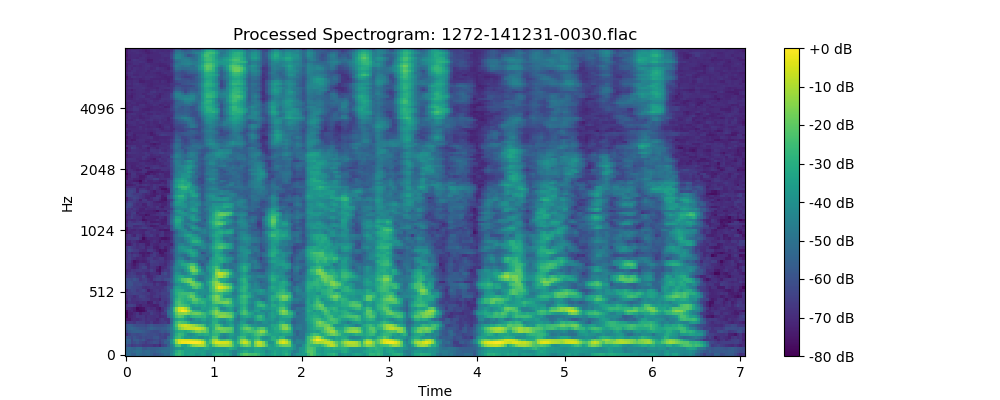 Processed Spectrogram: 1272-141231-0030.flac
Hz
4096
2048
1024
512
0
0 1 2 3 4 5 6 7
Time
+0 dB
-10 dB
-20 dB
-30 dB
-40 dB
-50 dB
-60 dB
-70 dB
-80 dB